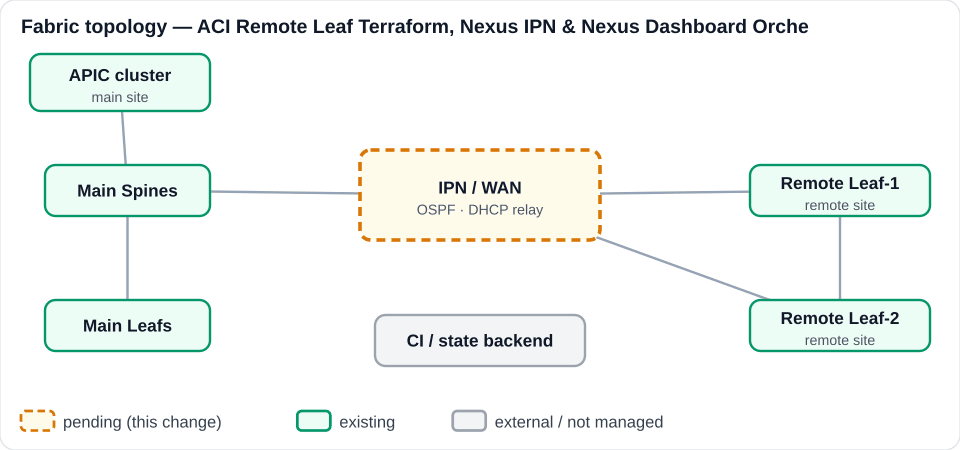 Fabric topology — ACI Remote Leaf Terraform, Nexus IPN & Nexus Dashboard Orche
APIC cluster
main site
Main Spines
IPN / WAN
OSPF · DHCP relay
Remote Leaf-1
remote site
Main Leafs
CI / state backend
Remote Leaf-2
remote site
pending (this change)
existing
external / not managed